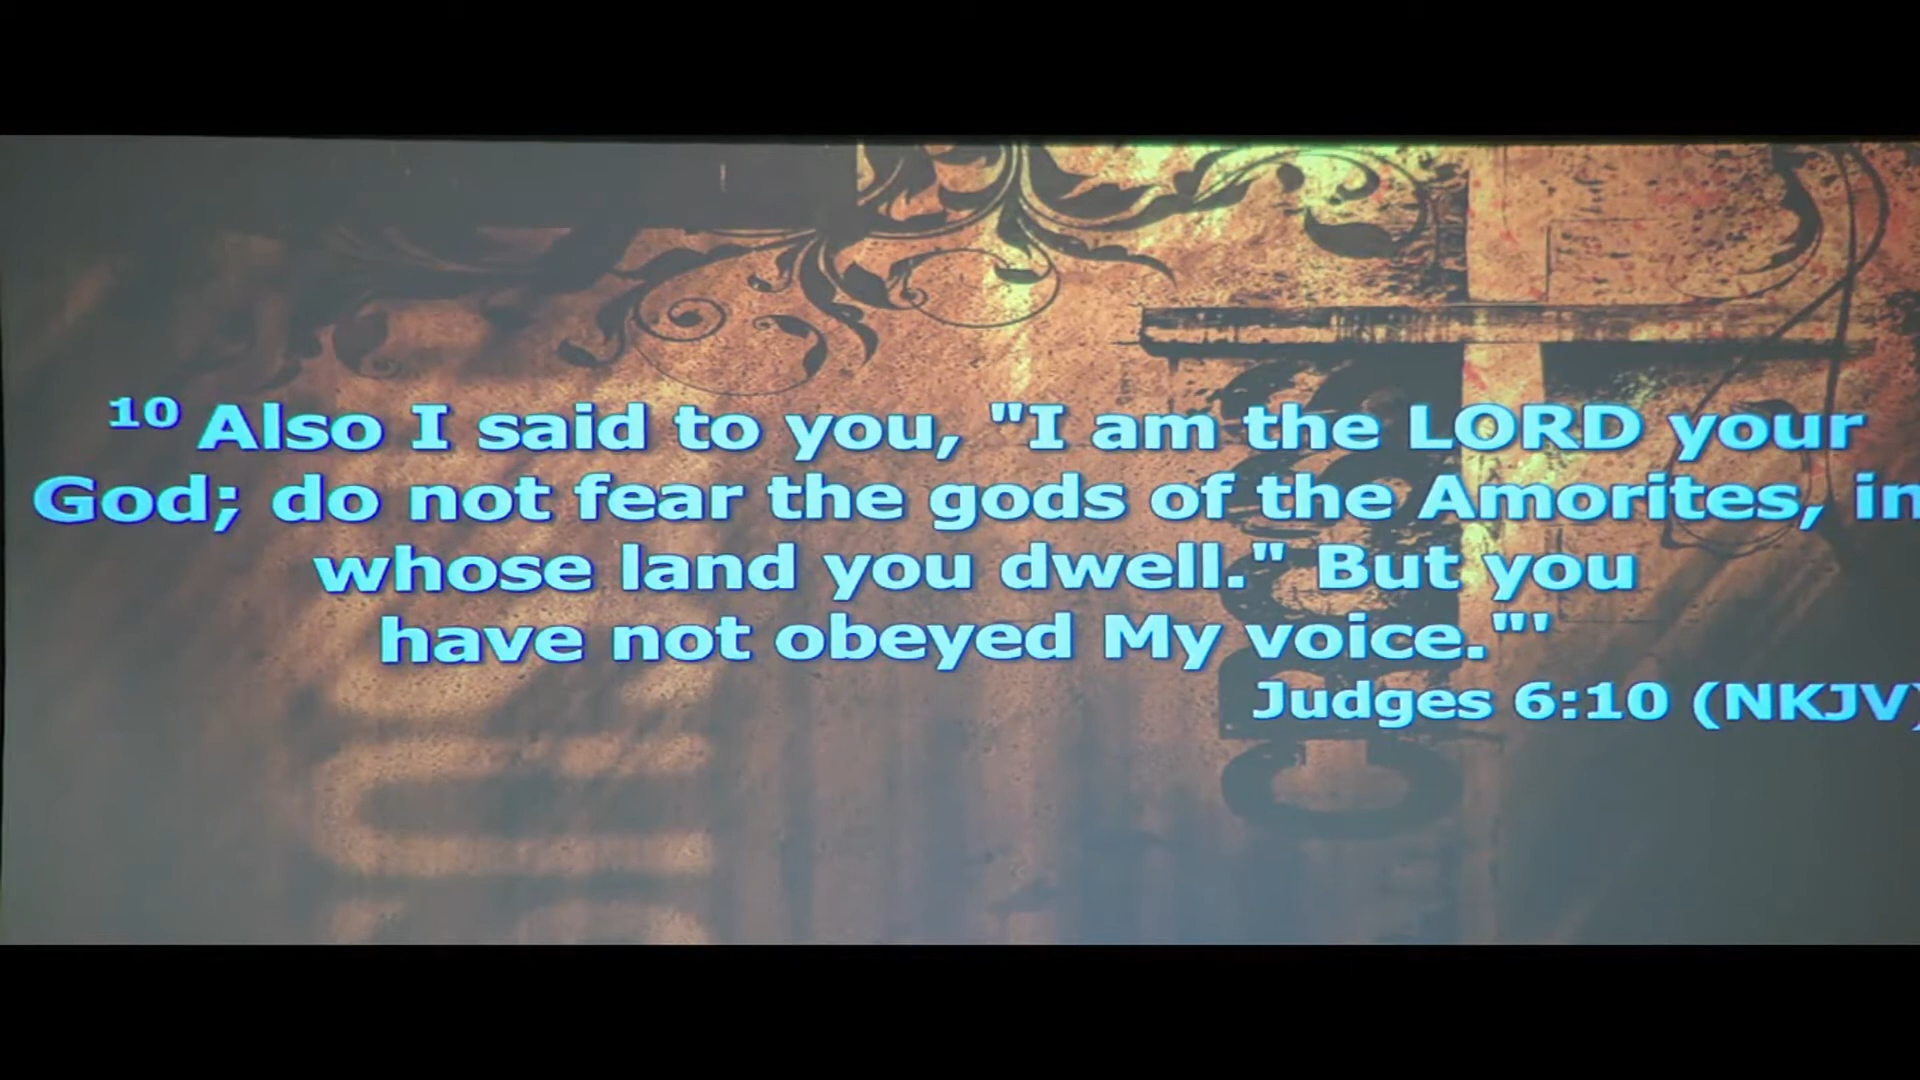 10 Also I said to you, "I am the LORD your
God; do not fear the gods of the Amorites, in
whose land you dwell." But you
have not obeyed My voice."'
Judges 6:10 (NKJV)